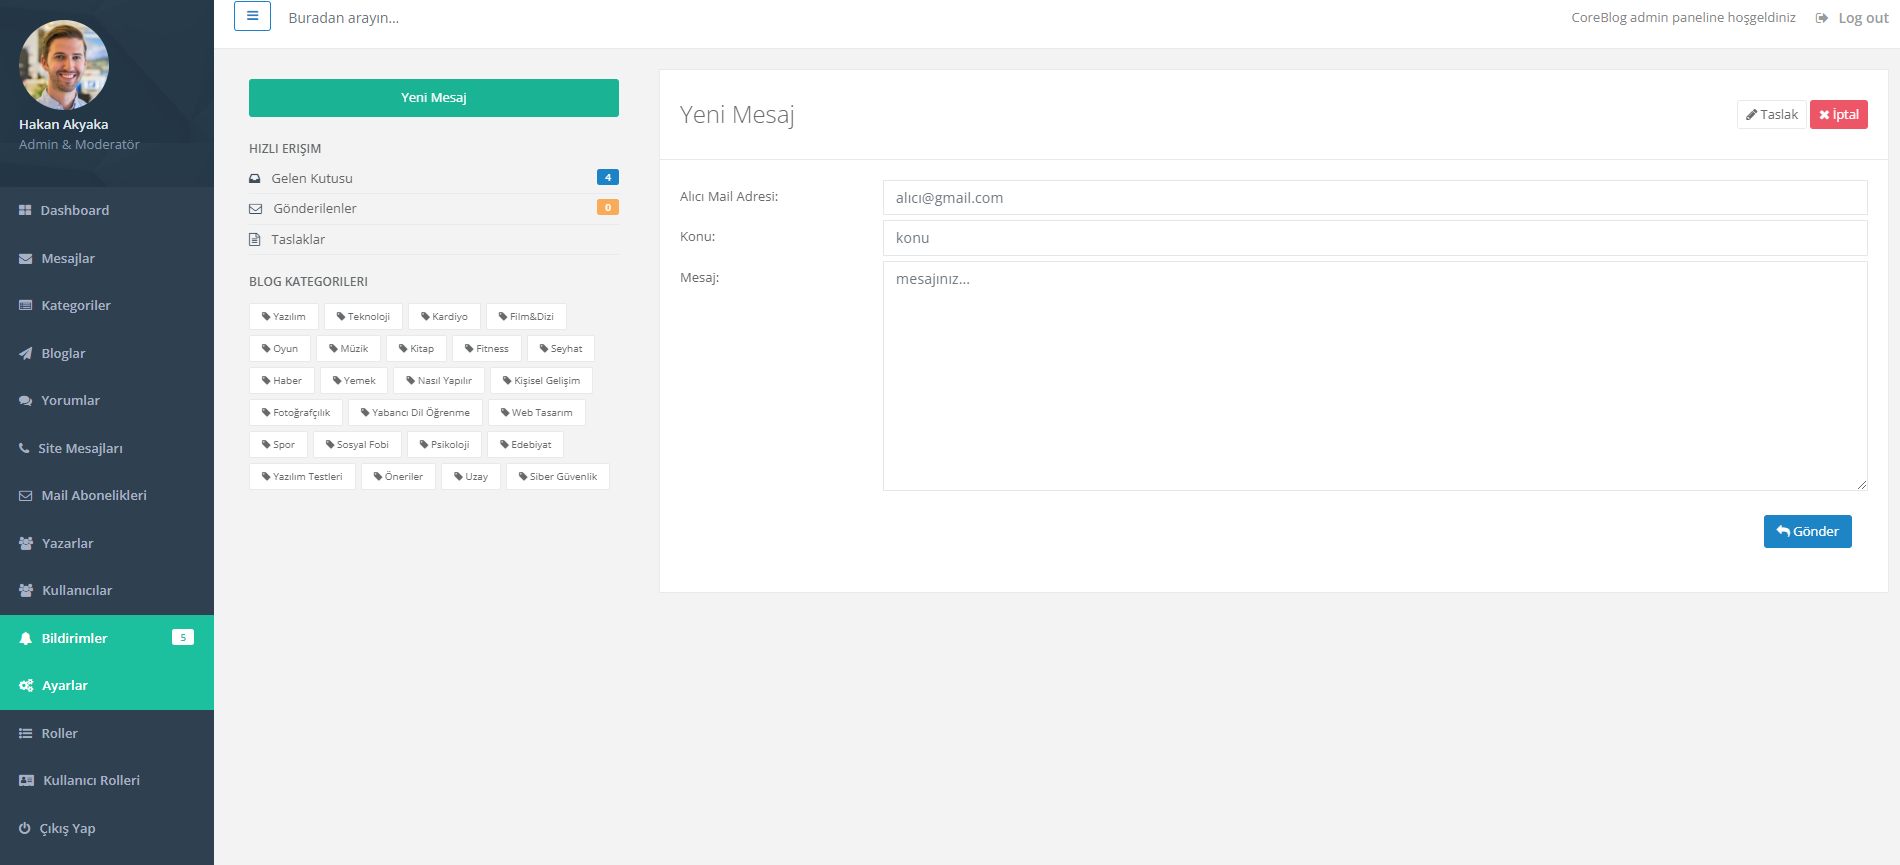 Buradan arayın...
CoreBlog admin paneline hoşgeldiniz Log out
Hakan Akyaka
Admin & Moderatör
Dashboard
Mesajlar
Kategoriler
Bloglar
Yorumlar
Site Mesajları
Mail Abonelikleri
Yazarlar
Kullanıcılar
Bildirimler 5
Ayarlar
Roller
Kullanıcı Rolleri
Çıkış Yap
Yeni Mesaj
HIZLI ERIŞIM
Gelen Kutusu 4
Gönderilenler 0
Taslaklar
BLOG KATEGORILERI
Yazılım Teknoloji Kardiyo Film&Dizi
Oyun Müzik Kitap Fitness Seyhat
Haber Yemek Nasıl Yapılır Kişisel Gelişim
Fotoğrafçılık Yabancı Dil Öğrenme Web Tasarım
Spor Sosyal Fobi Psikoloji Edebiyat
Yazılım Testleri Öneriler Uzay Siber Güvenlik
Yeni Mesaj
Taslak İptal
Alıcı Mail Adresi: alıcı@gmail.com
Konu: konu
Mesaj: mesajınız...
Gönder